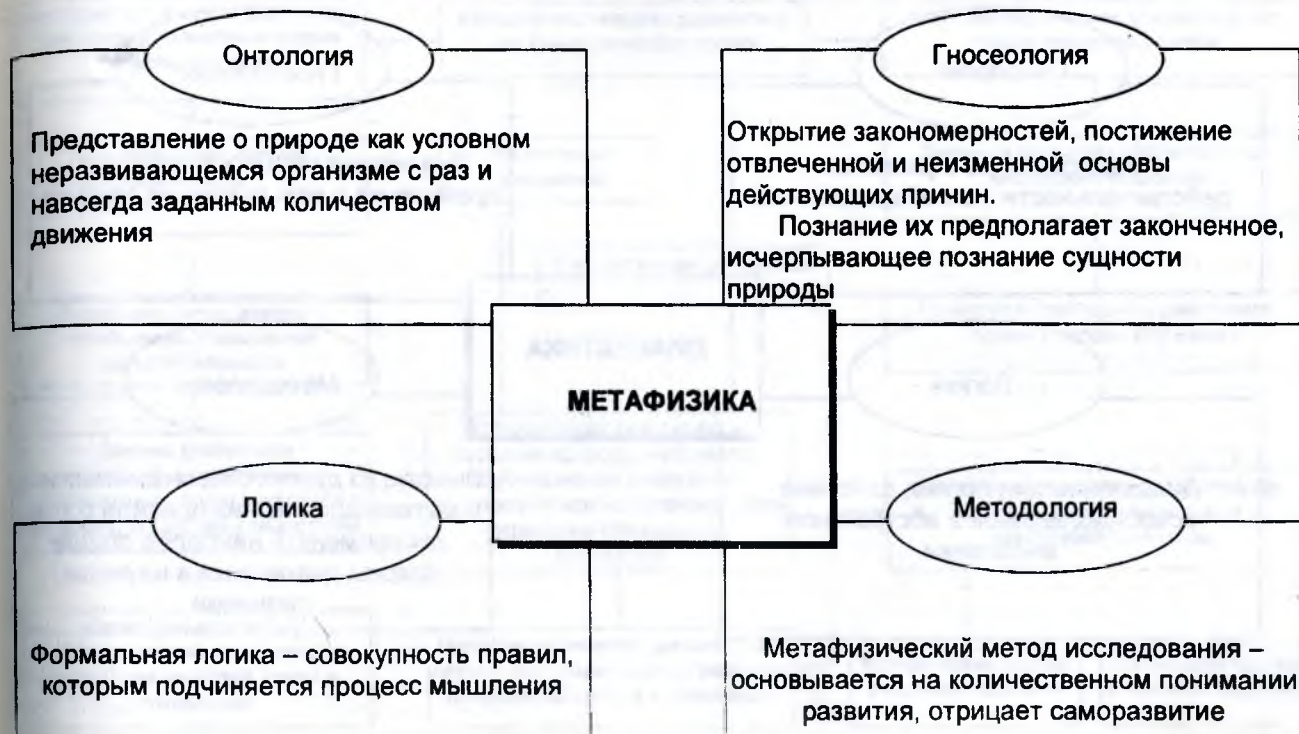 Онтология
Представление о природе как условном
неразвивающемся организме с раз и
навсегда заданным количеством
движения
Гносеология
Открытие закономерностей, постижение
отвлеченной и неизменной основы
действующих причин.
Познание их предполагает законченное,
исчерпывающее познание сущности
природы
МЕТАФИЗИКА
Логика
Формальная логика – совокупность правил,
которым подчиняется процесс мышления
Методология
Метафизический метод исследования –
основывается на количественном понимании
развития, отрицает саморазвитие